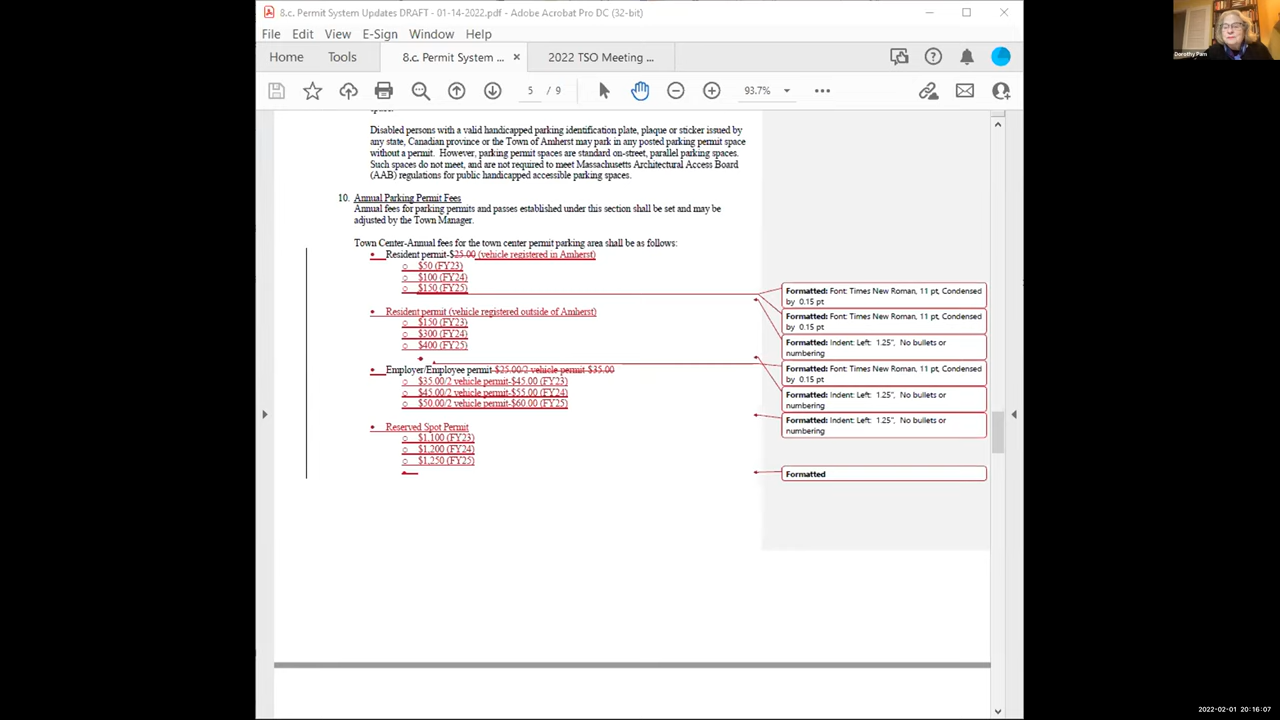 8.c. Permit System Updates DRAFT - 01-14-2022.pdf - Adobe Acrobat Pro DC (32-bit)
File Edit View E-Sign Window Help
Home Tools 8.c. Permit System ... × 2022 TSO Meeting ...
5 / 9 93.7%
space.
Disabled persons with a valid handicapped parking identification plate, plaque or sticker issued by
any state, Canadian province or the Town of Amherst may park in any posted parking permit space
without a permit. However, parking permit spaces are standard on-street, parallel parking spaces.
Such spaces do not meet, and are not required to meet Massachusetts Architectural Access Board
(AAB) regulations for public handicapped accessible parking spaces.
10. Annual Parking Permit Fees
Annual fees for parking permits and passes established under this section shall be set and may be
adjusted by the Town Manager.
Town Center-Annual fees for the town center permit parking area shall be as follows:
• Resident permit-$25.00 (vehicle registered in Amherst)
o $50 (FY23)
o $100 (FY24)
o $150 (FY25)
• Resident permit (vehicle registered outside of Amherst)
o $150 (FY23)
o $300 (FY24)
o $400 (FY25)
• Employer/Employee permit-$25.00/2 vehicle permit-$35.00
o $35.00/2 vehicle permit-$45.00 (FY23)
o $45.00/2 vehicle permit-$55.00 (FY24)
o $50.00/2 vehicle permit-$60.00 (FY25)
• Reserved Spot Permit
o $1,100 (FY23)
o $1,200 (FY24)
o $1,250 (FY25)
Formatted: Font: Times New Roman, 11 pt, Condensed
by 0.15 pt
Formatted: Font: Times New Roman, 11 pt, Condensed
by 0.15 pt
Formatted: Indent: Left: 1.25", No bullets or
numbering
Formatted: Font: Times New Roman, 11 pt, Condensed
by 0.15 pt
Formatted: Indent: Left: 1.25", No bullets or
numbering
Formatted: Indent: Left: 1.25", No bullets or
numbering
Formatted
Dorothy Pam
2022-02-01 20:16:07